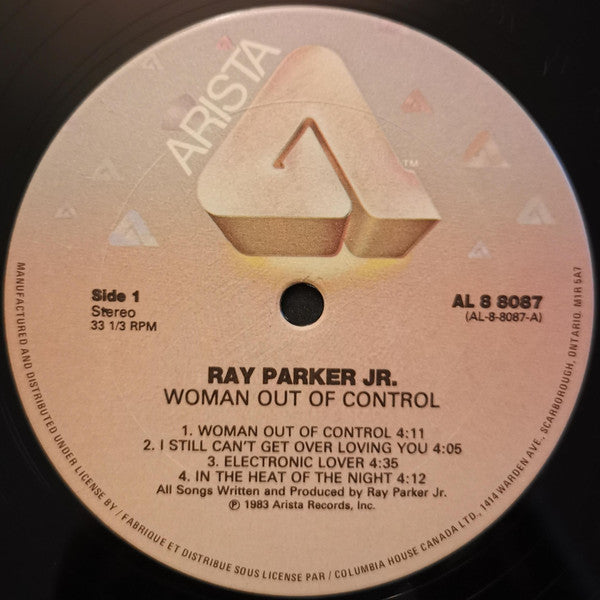 ARISTA
TM
Side 1
Stereo
33 1/3 RPM
AL 8 8087
(AL-8-8087-A)
RAY PARKER JR.
WOMAN OUT OF CONTROL
1. WOMAN OUT OF CONTROL 4:11
2. I STILL CAN'T GET OVER LOVING YOU 4:05
3. ELECTRONIC LOVER 4:35
4. IN THE HEAT OF THE NIGHT 4:12
All Songs Written and Produced by Ray Parker Jr.
℗ 1983 Arista Records, Inc.
MANUFACTURED AND DISTRIBUTED UNDER LICENSE BY / FABRIQUE ET DISTRIBUE SOUS LICENSE PAR / COLUMBIA HOUSE CANADA LTD., 1414 WARDEN AVE., SCARBOROUGH, ONTARIO. M1R 5A7